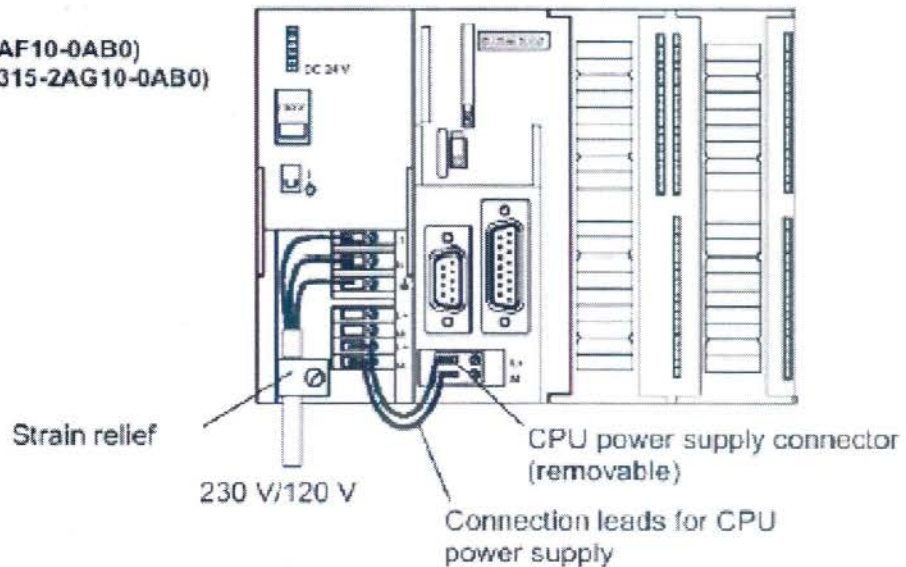 AF10-0AB0)
315-2AG10-0AB0)
DC 24 V
L+
M
Strain relief
230 V/120 V
CPU power supply connector
(removable)
Connection leads for CPU
power supply